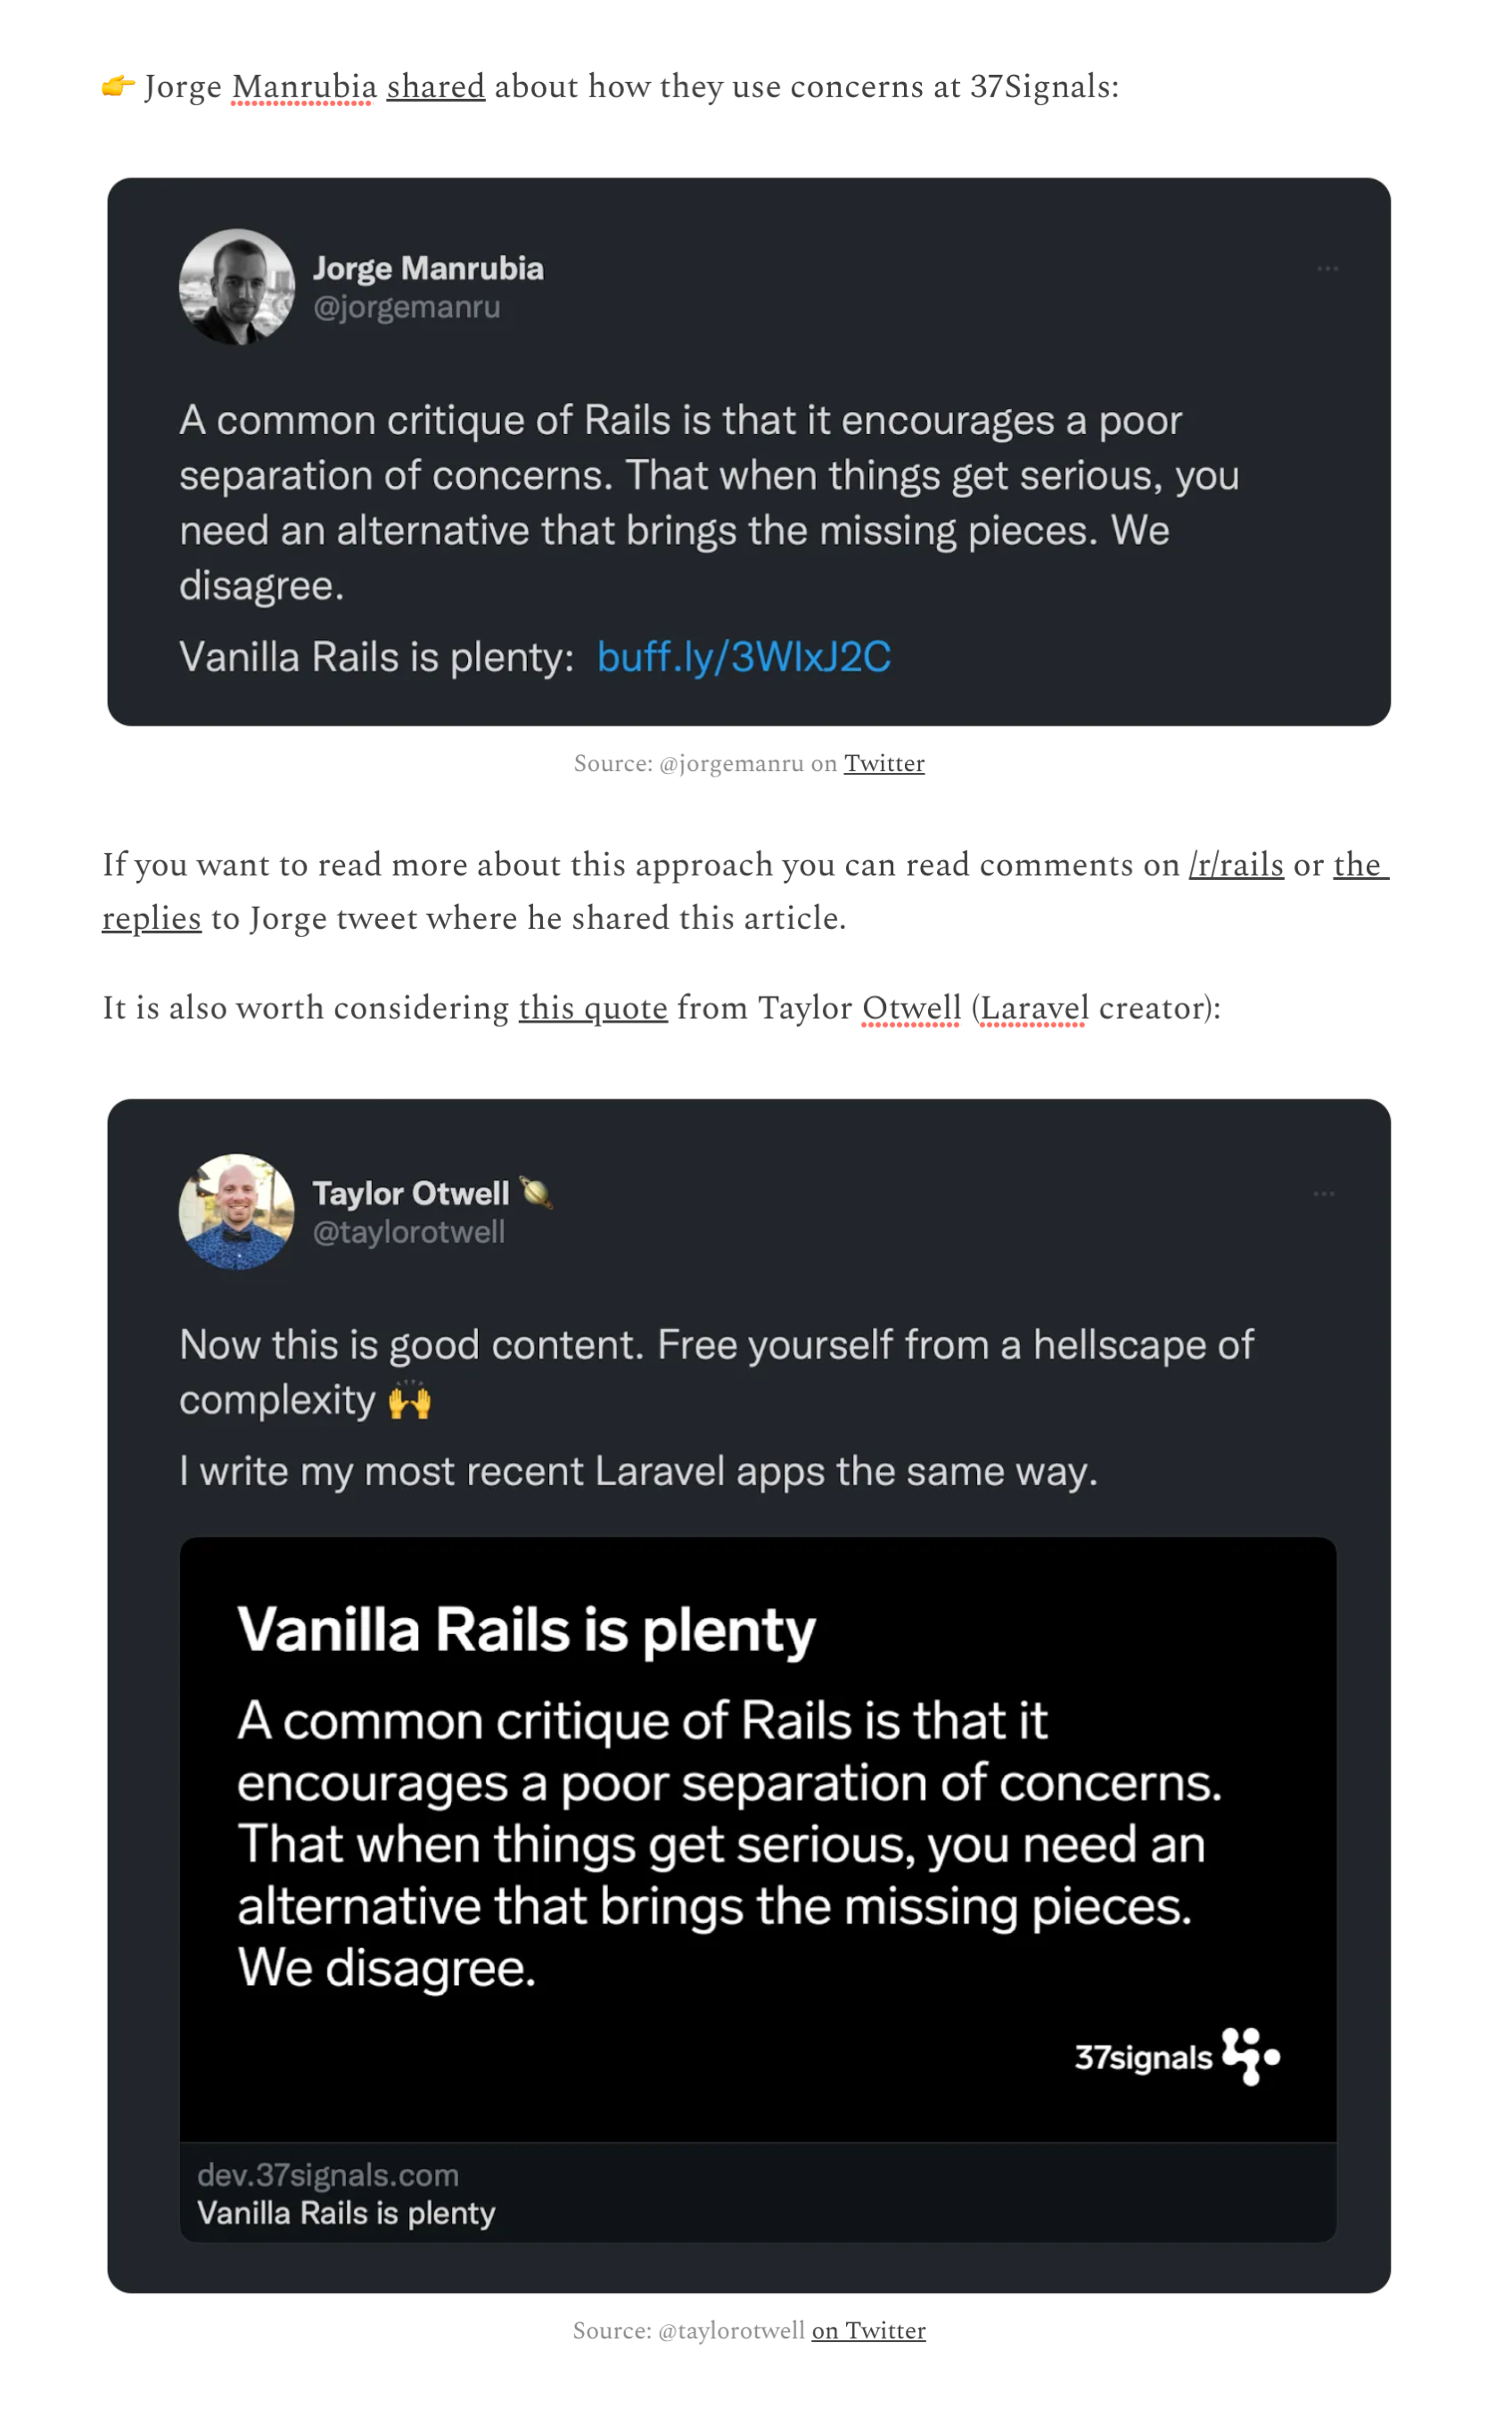 👉 Jorge Manrubia shared about how they use concerns at 37Signals:
Jorge Manrubia
@jorgemanru
A common critique of Rails is that it encourages a poor
separation of concerns. That when things get serious, you
need an alternative that brings the missing pieces. We
disagree.
Vanilla Rails is plenty: buff.ly/3WIxJ2C
Source: @jorgemanru on Twitter
If you want to read more about this approach you can read comments on /r/rails or the
replies to Jorge tweet where he shared this article.
It is also worth considering this quote from Taylor Otwell (Laravel creator):
Taylor Otwell 🪐
@taylorotwell
Now this is good content. Free yourself from a hellscape of
complexity 🙌
I write my most recent Laravel apps the same way.
Vanilla Rails is plenty
A common critique of Rails is that it
encourages a poor separation of concerns.
That when things get serious, you need an
alternative that brings the missing pieces.
We disagree.
37signals
dev.37signals.com
Vanilla Rails is plenty
Source: @taylorotwell on Twitter